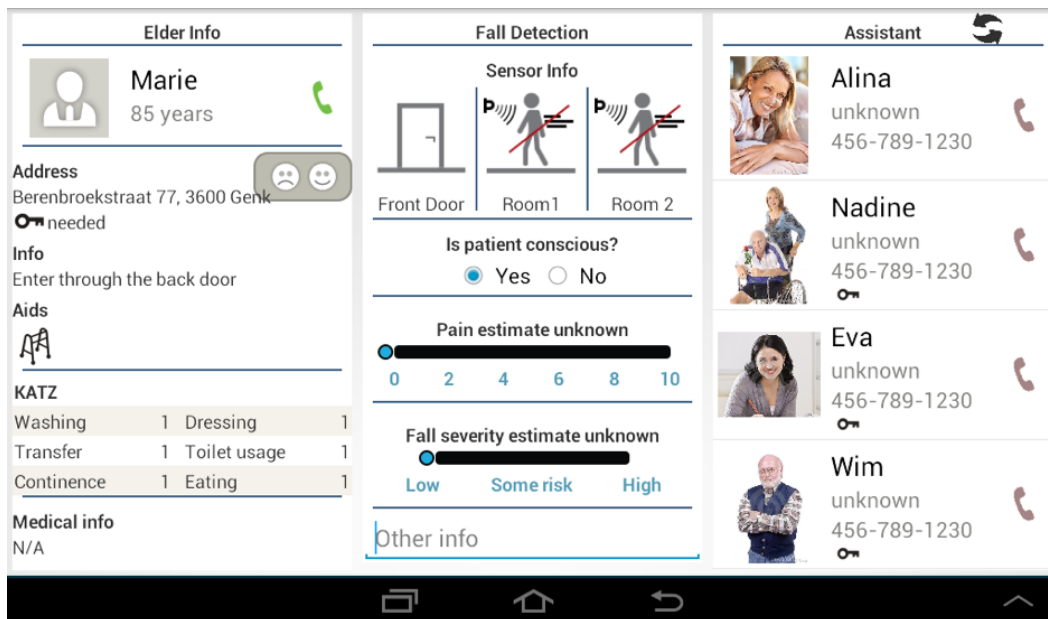 Elder Info
Marie
85 years
Address
Berenbroekstraat 77, 3600 Genk
needed
Info
Enter through the back door
Aids
KATZ
Washing 1 Dressing 1
Transfer 1 Toilet usage 1
Continence 1 Eating 1
Medical info
N/A
Fall Detection
Sensor Info
Front Door Room1 Room 2
Is patient conscious?
Yes No
Pain estimate unknown
0 2 4 6 8 10
Fall severity estimate unknown
Low Some risk High
Other info
Assistant
Alina
unknown
456-789-1230
Nadine
unknown
456-789-1230
Eva
unknown
456-789-1230
Wim
unknown
456-789-1230